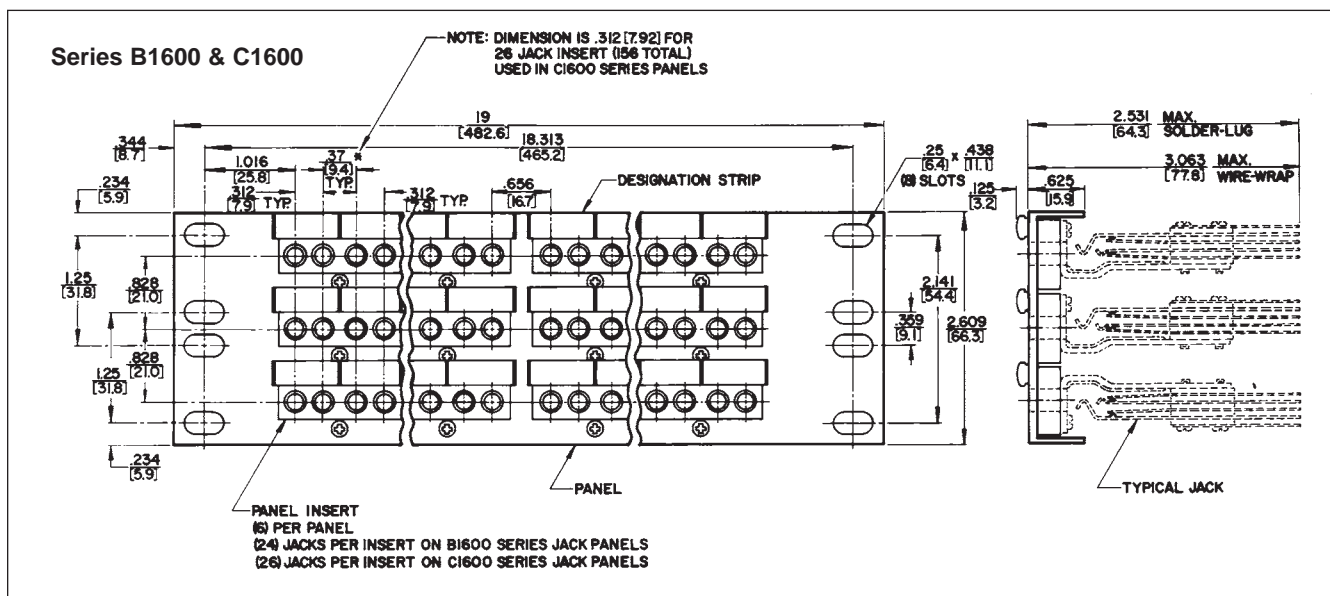 Series B1600 & C1600
NOTE: DIMENSION IS .312 [7.92] FOR
26 JACK INSERT (156 TOTAL)
USED IN C1600 SERIES PANELS
19
[482.6]
18.313
[465.2]
.344
[8.7]
1.016
[25.8]
.37 *
[9.4]
TYP.
.25 x .438
[6.4] [11.1]
(8) SLOTS
2.531 MAX.
[64.3] SOLDER-LUG
3.063 MAX.
[77.8] WIRE-WRAP
.234
[5.9]
.312 TYP.
[7.9]
.312 TYP.
[7.9]
.656
[16.7]
DESIGNATION STRIP
.125
[3.2]
.625
[15.9]
1.25
[31.8]
.828
[21.0]
2.141
[54.4]
.359
[9.1]
2.609
[66.3]
1.25
[31.8]
.828
[21.0]
.234
[5.9]
PANEL
TYPICAL JACK
PANEL INSERT
(6) PER PANEL
(24) JACKS PER INSERT ON B1600 SERIES JACK PANELS
(26) JACKS PER INSERT ON C1600 SERIES JACK PANELS